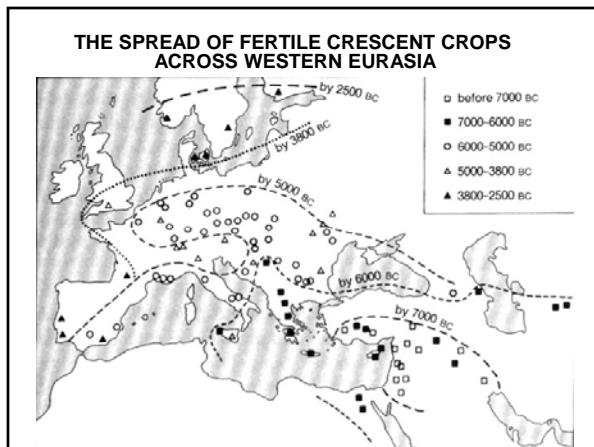 THE SPREAD OF FERTILE CRESCENT CROPS
ACROSS WESTERN EURASIA
by 2500 BC
by 3800 BC
by 5000 BC
by 6000 BC
by 7000 BC
before 7000 BC
7000–6000 BC
6000–5000 BC
5000–3800 BC
3800–2500 BC